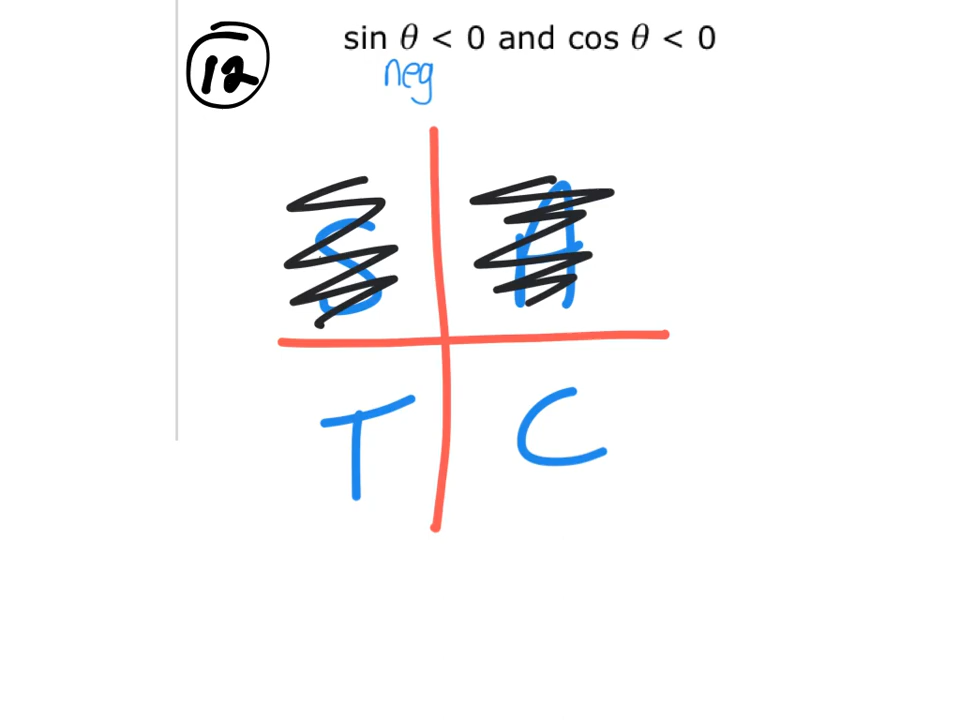 12
sin θ < 0 and cos θ < 0
neg
S A
T C